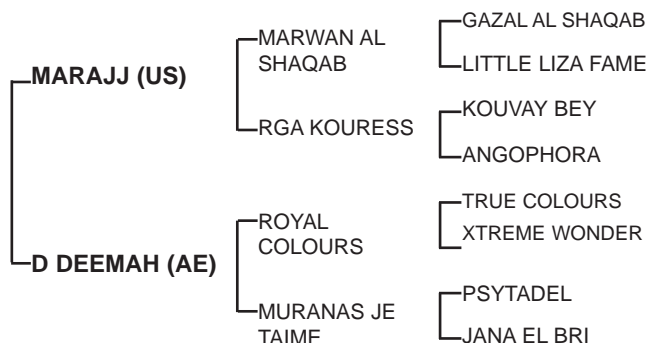 MARAJJ (US)
MARWAN AL
SHAQAB
GAZAL AL SHAQAB
LITTLE LIZA FAME
RGA KOURESS
KOUVAY BEY
ANGOPHORA
D DEEMAH (AE)
ROYAL
COLOURS
TRUE COLOURS
XTREME WONDER
MURANAS JE
TAIME
PSYTADEL
JANA EL BRI